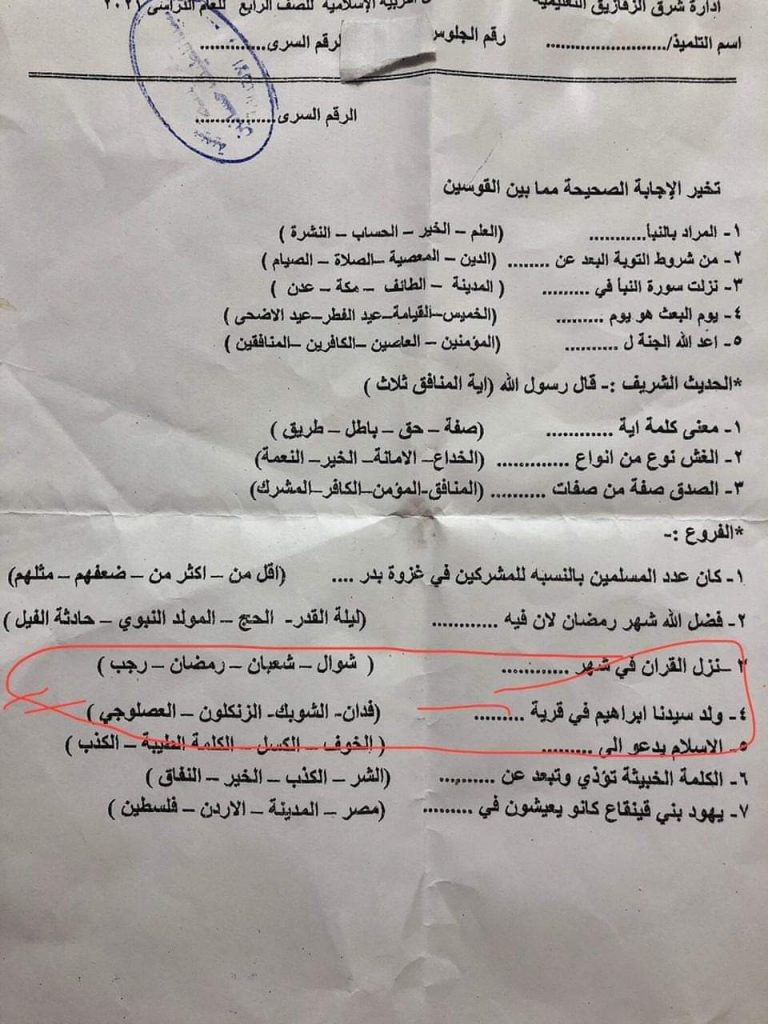 ادارة شرق الزقازيق التعليمية التربية الإسلامية للصف الرابع للعام الدراسى ٢٠٢١
اسم التلميذ/...................... رقم الجلوس الرقم السرى..............
الرقم السرى................
تخير الإجابة الصحيحة مما بين القوسين
١- المراد بالنبأ........... (العلم – الخير – الحساب – النشرة )
٢- من شروط التوبة البعد عن ........ (الدين – المعصية –الصلاة – الصيام )
٣- نزلت سورة النبأ في ......... ( المدينة – الطائف – مكة – عدن )
٤- يوم البعث هو يوم ......... (الخميس–القيامة–عيد الفطر–عيد الاضحى )
٥- اعد الله الجنة ل .......... (المؤمنين – العاصين –الكافرين –المنافقين )
*الحديث الشريف :- قال رسول الله (اية المنافق ثلاث )
١- معنى كلمة اية ............ (صفة – حق – باطل – طريق )
٢- الغش نوع من انواع ............. (الخداع– الامانة– الخير– النعمة)
٣- الصدق صفة من صفات .......... (المنافق–المؤمن–الكافر–المشرك)
*الفروع :-
١- كان عدد المسلمين بالنسبه للمشركين في غزوة بدر .... (اقل من – اكثر من – ضعفهم – مثلهم)
٢- فضل الله شهر رمضان لان فيه ............ (ليلة القدر- الحج – المولد النبوي – حادثة الفيل )
٣ –نزل القران في شهر ............ ( شوال – شعبان – رمضان – رجب )
٤- ولد سيدنا ابراهيم في قرية ......... (فدان- الشوبك- الزنكلون – العصلوجي )
٥- الاسلام يدعو الى ......... ( الخوف – الكسل – الكلمة الطيبة – الكذب )
٦- الكلمة الخبيثة تؤذي وتبعد عن .......... (الشر – الكذب – الخير – النفاق )
٧- يهود بني قينقاع كانو يعيشون في ......... (مصر – المدينة – الاردن – فلسطين )